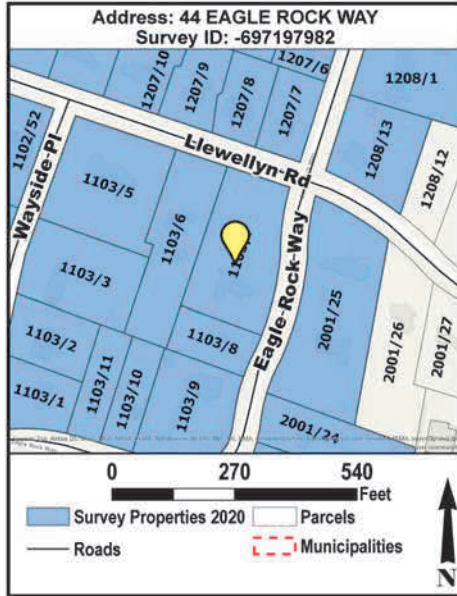 Address: 44 EAGLE ROCK WAY
Survey ID: -697197982
1207/10
1207/9
1207/8
1207/6
1207/7
1208/1
1208/13
1208/12
1102/52
Wayside-Pl
Llewellyn-Rd
1103/5
1103/6
1103/3
1103/8
Eagle-Rock-Way
2001/25
2001/26
2001/27
1103/2
1103/11
1103/10
1103/9
1103/1
2001/24
Eagle Rock Way
0 270 540
Feet
Survey Properties 2020 Parcels
Roads Municipalities
N